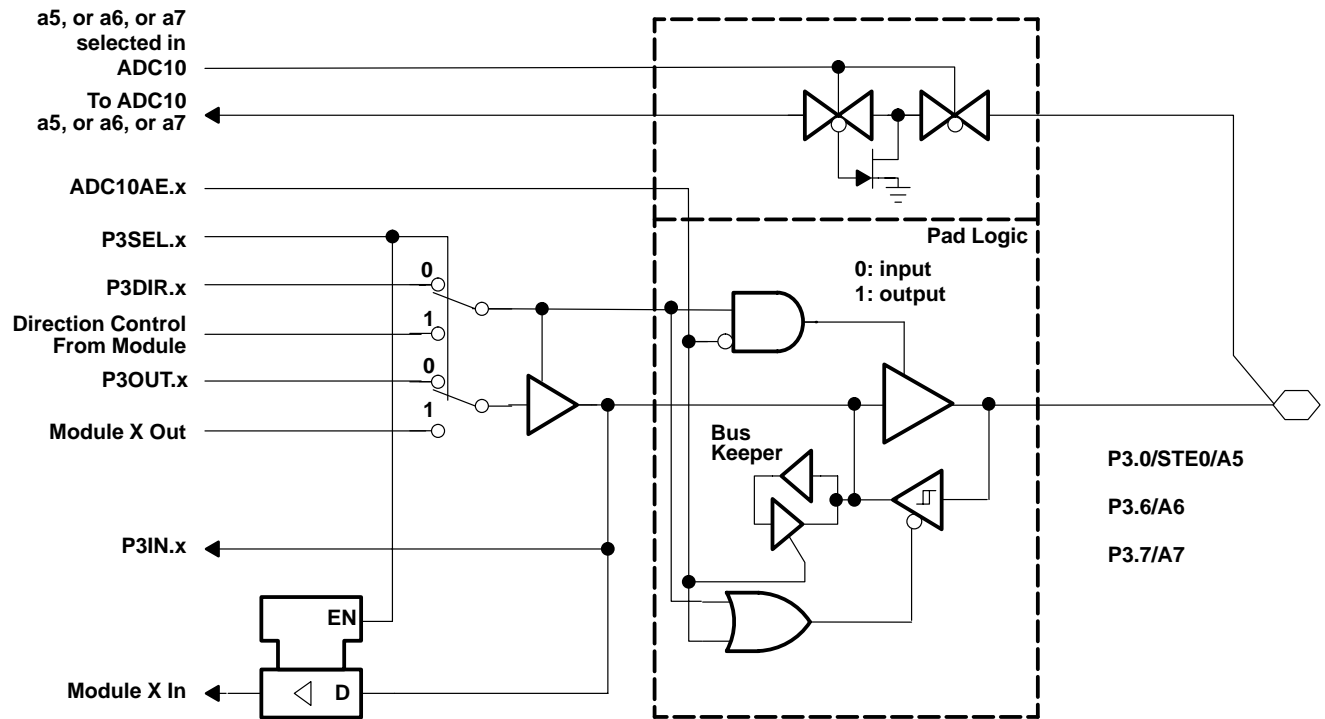 a5, or a6, or a7
selected in
ADC10
To ADC10
a5, or a6, or a7
ADC10AE.x
P3SEL.x
Pad Logic
0
P3DIR.x
0: input
1: output
Direction Control
From Module
1
0
P3OUT.x
1
Module X Out
Bus
Keeper
P3.0/STE0/A5
P3.6/A6
P3IN.x
P3.7/A7
EN
Module X In
D